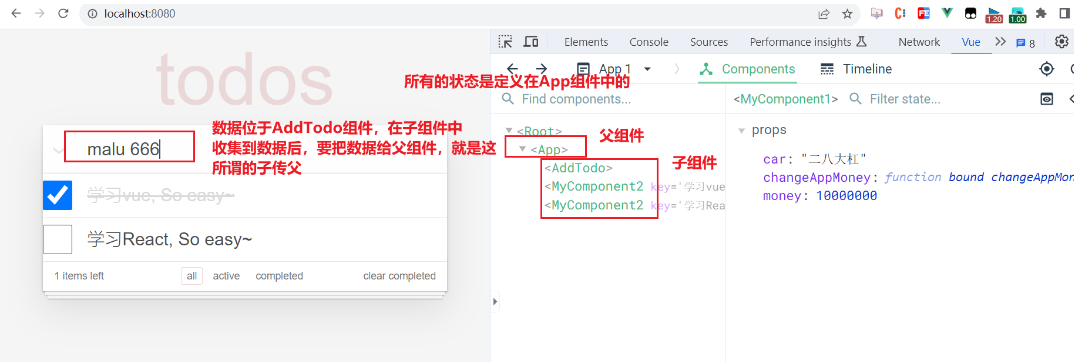 localhost:8080
1.20
1.00
Elements
Console
Sources
Performance insights
Network
Vue
8
todos
App 1
Components
Timeline
所有的状态是定义在App组件中的
Find components...
<MyComponent1>
Filter state...
malu 666
数据位于AddTodo组件，在子组件中
收集到数据后，要把数据给父组件，就是这
所谓的子传父
<Root>
<App>
父组件
<AddTodo>
子组件
<MyComponent2 key='学习vue
<MyComponent2 key='学习Rea
props
car: "二八大杠"
changeAppMoney: function bound changeAppMon
money: 10000000
学习vue, So easy~
学习React, So easy~
1 items left
all
active
completed
clear completed